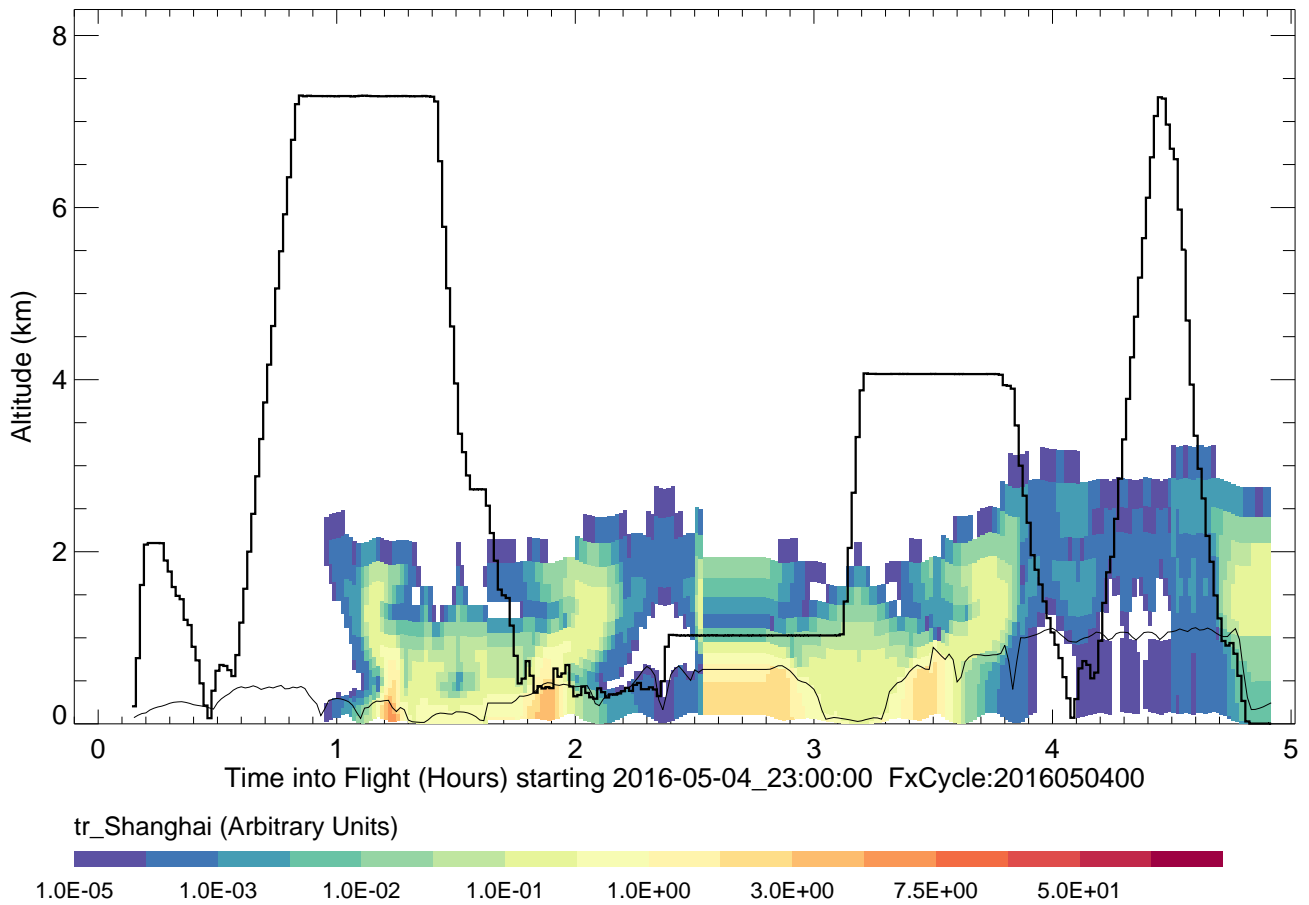 8
6
4
2
0
Altitude (km)
0 1 2 3 4 5
Time into Flight (Hours) starting 2016-05-04_23:00:00 FxCycle:2016050400
tr_Shanghai (Arbitrary Units)
1.0E-05 1.0E-03 1.0E-02 1.0E-01 1.0E+00 3.0E+00 7.5E+00 5.0E+01